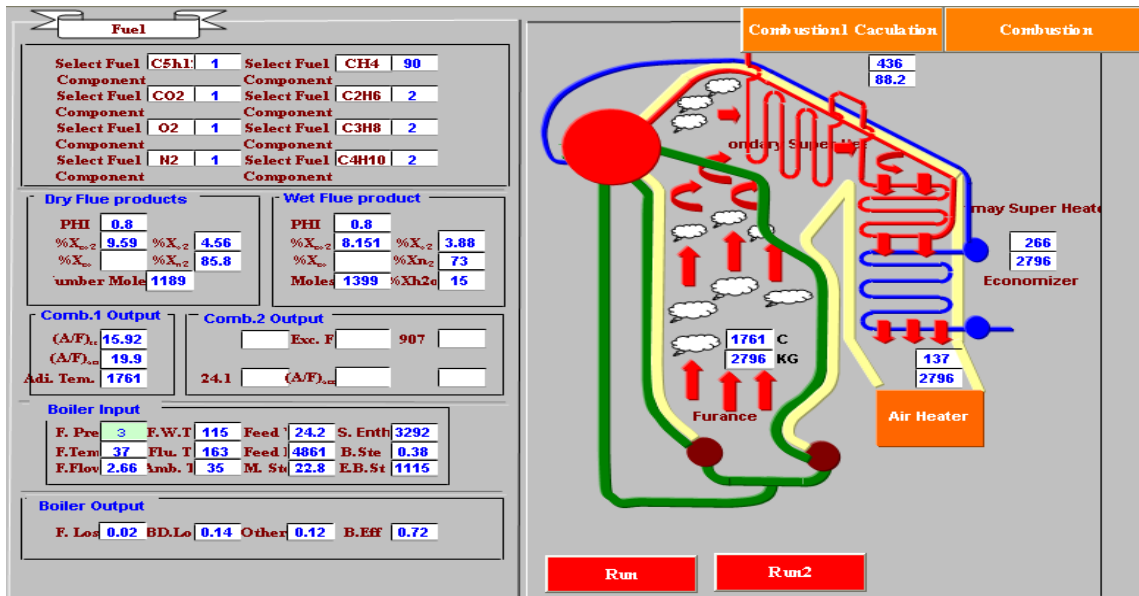 Fuel
Combustion1 Caculation
Combustion
Select Fuel C5h1 1 Select Fuel CH4 90
Component Component
Select Fuel CO2 1 Select Fuel C2H6 2
Component Component
Select Fuel O2 1 Select Fuel C3H8 2
Component Component
Select Fuel N2 1 Select Fuel C4H10 2
Component Component
Dry Flue products
PHI 0.8
9.59 4.56
85.8
umber Mole 1189
Wet Flue product
PHI 0.8
8.151 3.88
%Xn2 73
Moles 1399 %Xh2o 15
Comb.1 Output
(A/F) 15.92
(A/F) 19.9
Adi. Tem. 1761
Comb.2 Output
Exc. F 907
24.1 (A/F)
Boiler Input
F. Pre 3 F.W.T 115 Feed 24.2 S. Enth 3292
F.Tem 37 Flu. T 163 Feed 4861 B.Ste 0.38
F.Flov 2.66 Amb. T 35 M. Ste 22.8 E.B.St 1115
Boiler Output
F. Los 0.02 BD.Lo 0.14 Other 0.12 B.Eff 0.72
436
88.2
ondary Super Hea
may Super Heate
266
2796
Economizer
1761 C
2796 KG
Furance
137
2796
Air Heater
Run
Run2